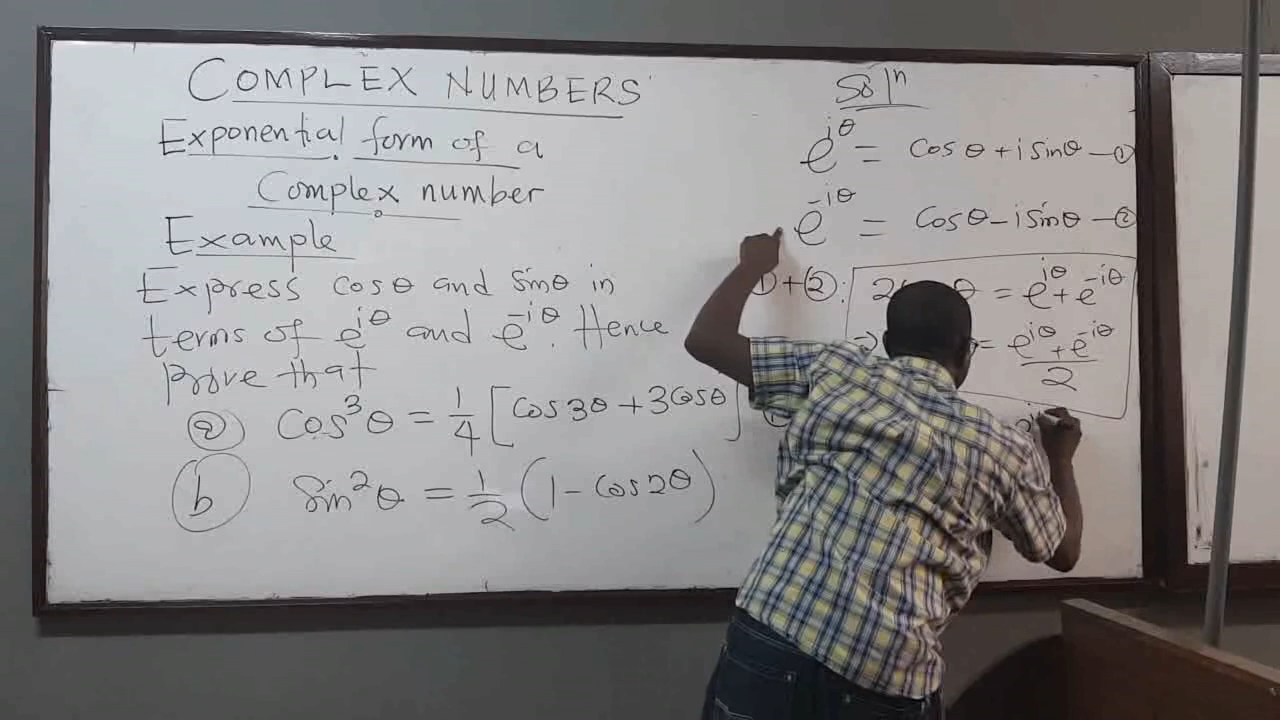 COMPLEX NUMBERS
Exponential form of a
Complex number
Example
Express cosθ and sinθ in
terms of e^{iθ} and e^{-iθ}. Hence
prove that
ⓐ cos³θ = 1/4 [cos3θ + 3cosθ]
ⓑ sin²θ = 1/2 (1 - cos2θ)
Solⁿ
e^{iθ} = cosθ + i sinθ — ①
e^{-iθ} = cosθ - i sinθ — ②
① + ②: 2 θ = e^{iθ} + e^{-iθ}
⇒ = (e^{iθ} + e^{-iθ})/2